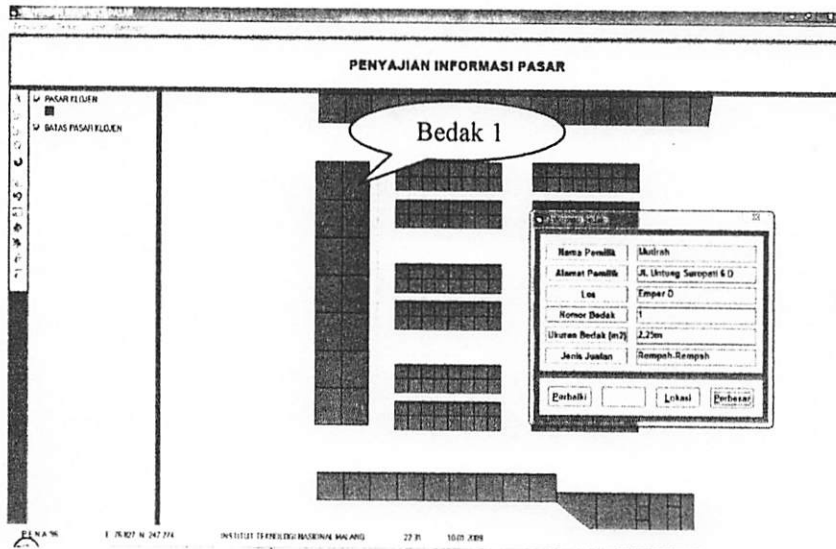 PENYAJIAN INFORMASI PASAR
PASAR KLOJEN
BATAS PASAR KLOJEN
Bedak 1
Nama Pemilik
Mutirah
Alamat Pemilik
JL Untung Suropati 6 D
Los
Emper D
Nomor Bedak
1
Ukuran Bedak (m2)
2,25m
Jenis Jualan
Rempah-Rempah
Perbaiki
Lokasi
Perbesar
INSTITUT TEKNOLOGI NASIONAL MALANG